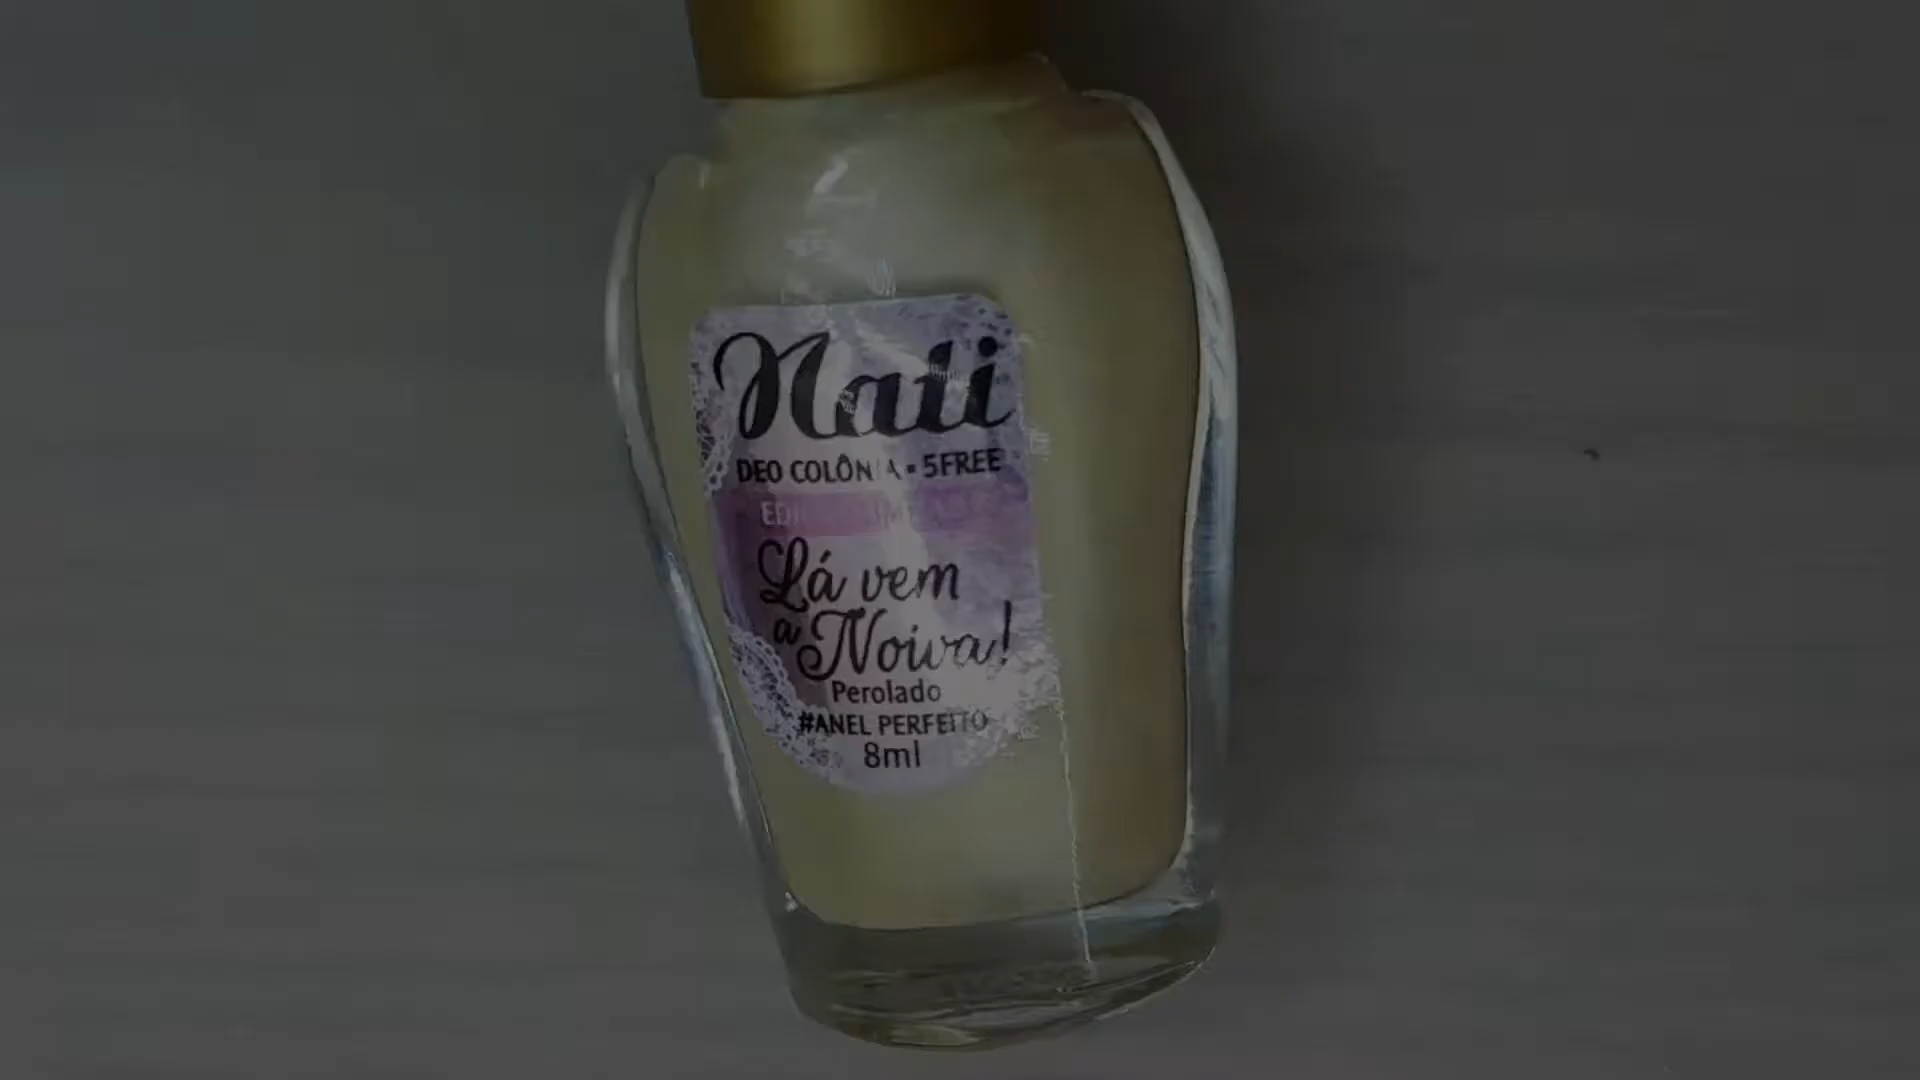 Nati
DEO COLÔNIA • 5FREE
Lá vem
a Noiva!
Perolado
#ANEL PERFEITO
8ml